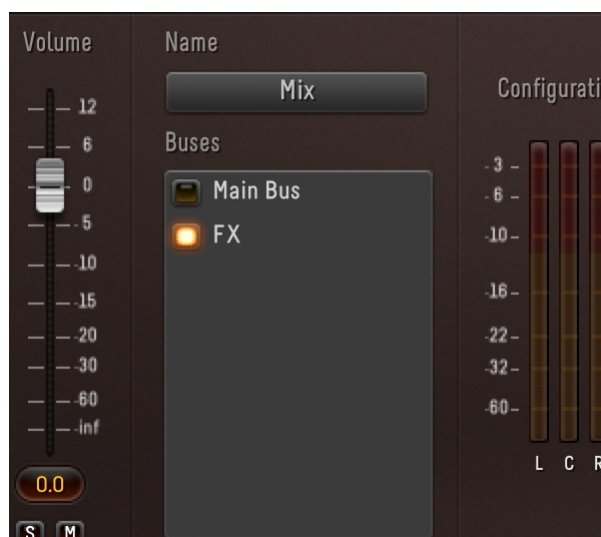 Volume
12
6
0
-5
-10
-15
-20
-30
-60
-inf
0.0
S M
Name
Mix
Buses
Main Bus
FX
Configurati
-3
-6
-10
-16
-22
-32
-60
L C R